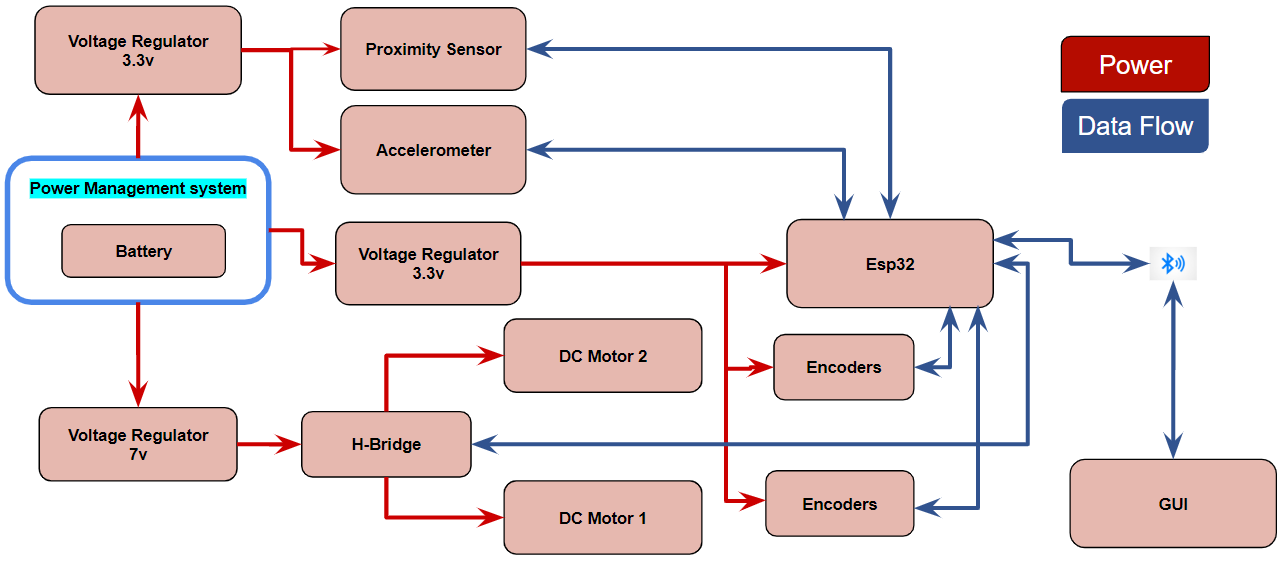 Voltage Regulator
3.3v
Proximity Sensor
Power
Data Flow
Accelerometer
Power Management system
Battery
Voltage Regulator
3.3v
Esp32
DC Motor 2
Encoders
Voltage Regulator
7v
H-Bridge
DC Motor 1
Encoders
GUI